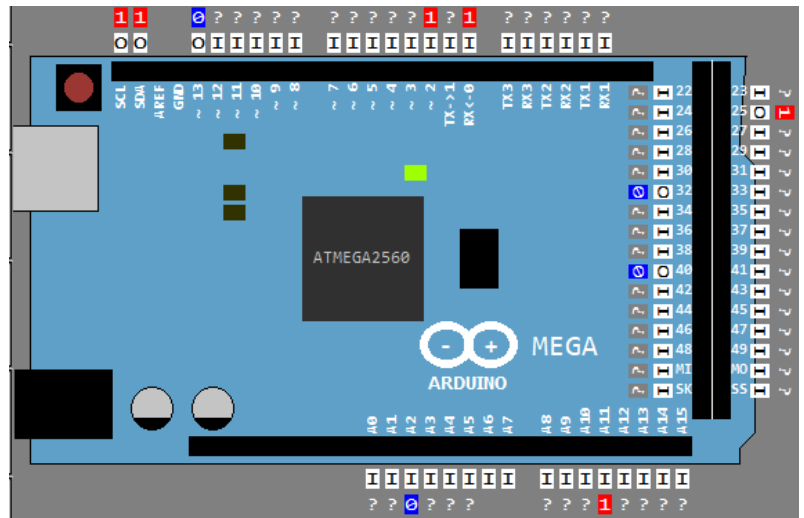 1 1 0 ? ? ? ? ? ? ? ? ? ? 1 ? 1 ? ? ? ? ? ?
O O O I I I I I I I I I I I I I I I I I I I
SCL SDA AREF GND ~ 13 ~ 12 ~ 11 ~ 10 ~ 9 ~ 8 ~ 7 ~ 6 ~ 5 ~ 4 ~ 3 ~ 2 TX->1 RX<-0 TX3 RX3 TX2 RX2 TX1 RX1
? I 22 23 I ?
? I 24 25 O 1
? I 26 27 I ?
? I 28 29 I ?
? I 30 31 I ?
0 O 32 33 I ?
? I 34 35 I ?
? I 36 37 I ?
? I 38 39 I ?
0 O 40 41 I ?
? I 42 43 I ?
? I 44 45 I ?
? I 46 47 I ?
? I 48 49 I ?
? I MI MO I ?
? I SK SS I ?
ATMEGA2560
- + MEGA
ARDUINO
A0 A1 A2 A3 A4 A5 A6 A7 A8 A9 A10 A11 A12 A13 A14 A15
I I I I I I I I I I I I I I I I
? ? 0 ? ? ? ? ? ? 1 ? ? ? ?